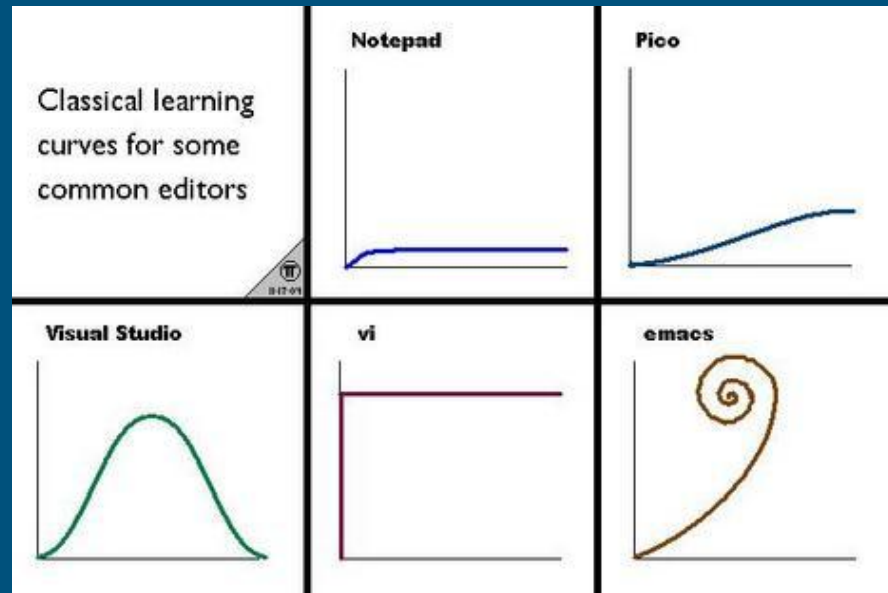 Classical learning
curves for some
common editors
Notepad
Pico
Visual Studio
vi
emacs